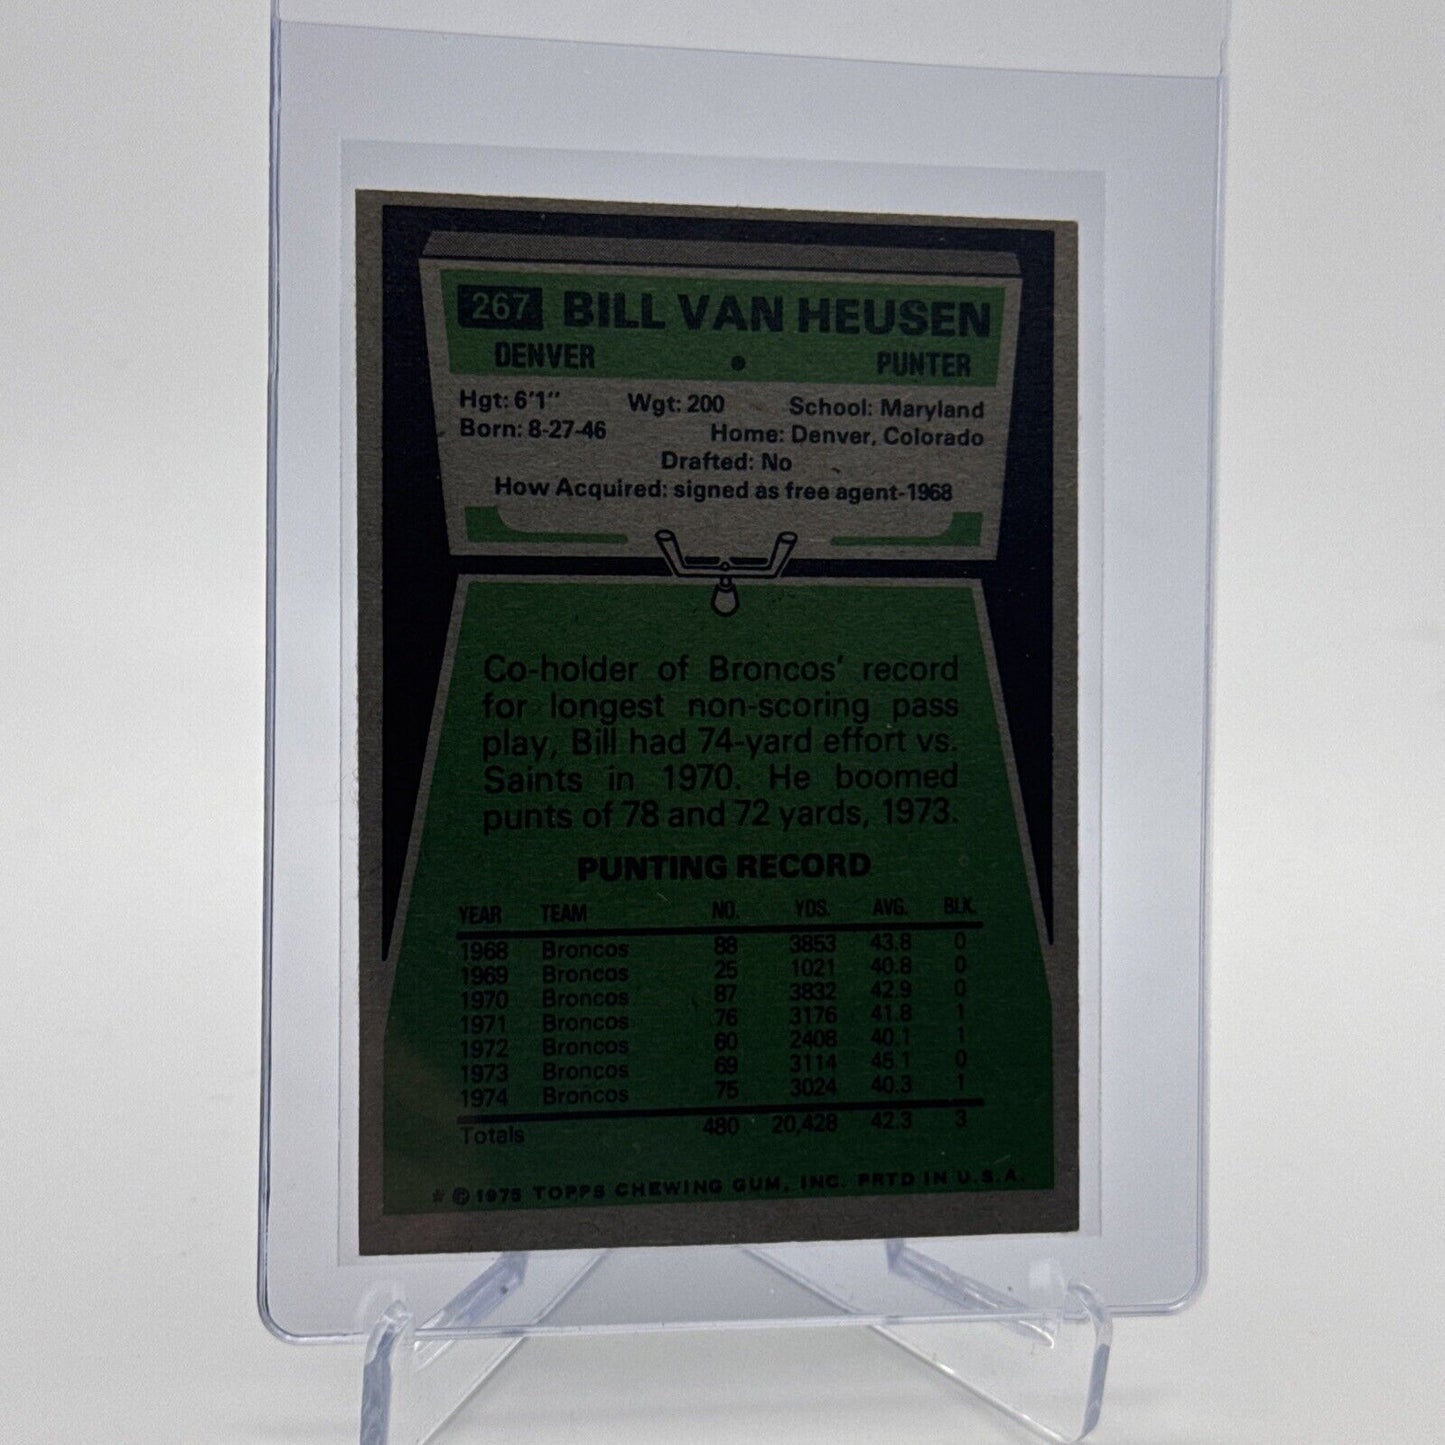 267 BILL VAN HEUSEN
DENVER • PUNTER
Hgt: 6'1" Wgt: 200 School: Maryland
Born: 8-27-46 Home: Denver, Colorado
Drafted: No
How Acquired: signed as free agent-1968
Co-holder of Broncos' record
for longest non-scoring pass
play, Bill had 74-yard effort vs.
Saints in 1970. He boomed
punts of 78 and 72 yards, 1973.
PUNTING RECORD
YEAR TEAM NO. YDS. AVG. BLK.
1968 Broncos 88 3853 43.8 0
1969 Broncos 25 1021 40.8 0
1970 Broncos 87 3832 42.9 0
1971 Broncos 76 3176 41.8 1
1972 Broncos 60 2408 40.1 1
1973 Broncos 69 3114 45.1 0
1974 Broncos 75 3024 40.3 1
Totals 480 20,428 42.3 3
* © 1975 TOPPS CHEWING GUM, INC. PRTD IN U.S.A.